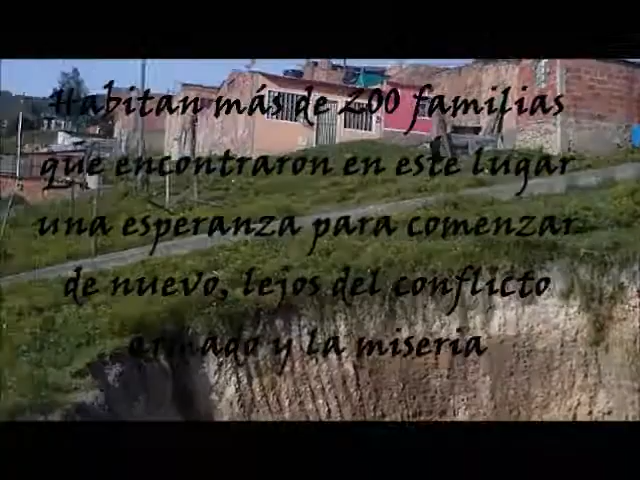 Habitan más de 200 familias
que encontraron en este lugar
una esperanza para comenzar
de nuevo, lejos del conflicto
armado y la miseria